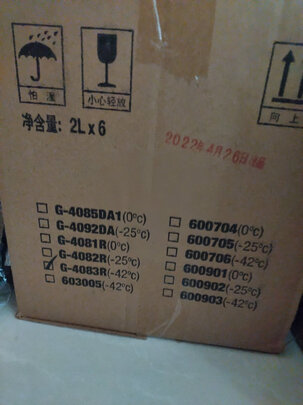 怕湿
小心轻放
向上
净含量: 2L x 6
2022年4月26日
G-4085DA1(0℃)
G-4092DA(-25℃)
G-4081R(0℃)
G-4082R(-25℃)
G-4083R(-42℃)
603005(-42℃)
600704(0℃)
600705(-25℃)
600706(-42℃)
600901(0℃)
600902(-25℃)
600903(-42℃)